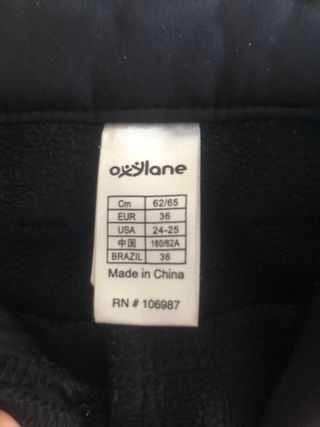 oxylane
Cm 62/65
EUR 36
USA 24-25
中国 160/62A
BRAZIL 36
Made in China
RN # 106987